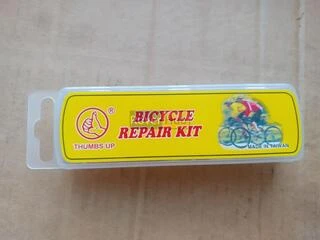 ®
BICYCLE
REPAIR KIT
THUMBS UP
MADE IN TAIWAN